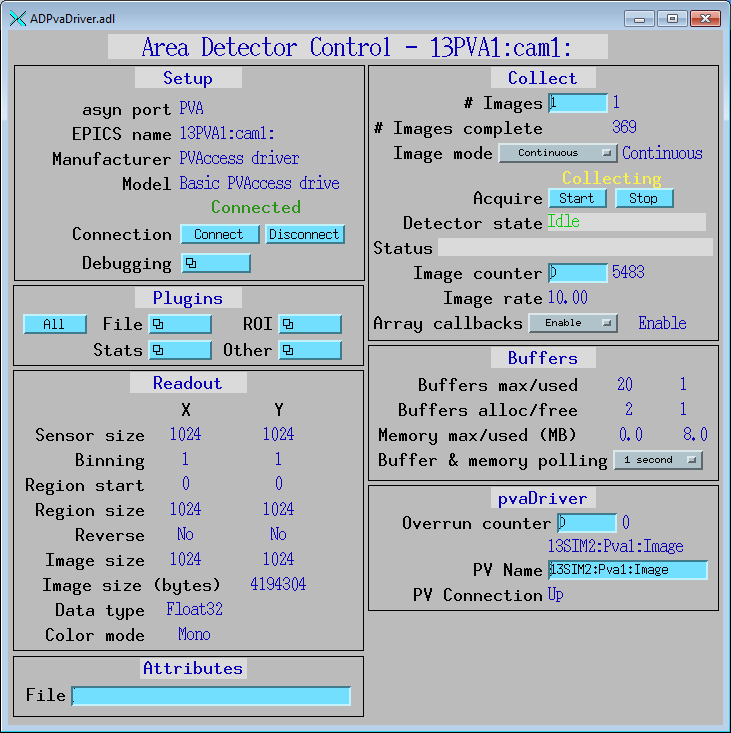 ADPvaDriver.adl
Area Detector Control - 13PVA1:cam1:
Setup
asyn port PVA
EPICS name 13PVA1:cam1:
Manufacturer PVAccess driver
Model Basic PVAccess drive
Connected
Connection Connect Disconnect
Debugging
Plugins
All File ROI
Stats Other
Readout
X Y
Sensor size 1024 1024
Binning 1 1
Region start 0 0
Region size 1024 1024
Reverse No No
Image size 1024 1024
Image size (bytes) 4194304
Data type Float32
Color mode Mono
Attributes
File
Collect
# Images 1 1
# Images complete 369
Image mode Continuous Continuous
Collecting
Acquire Start Stop
Detector state Idle
Status
Image counter 0 5483
Image rate 10.00
Array callbacks Enable Enable
Buffers
Buffers max/used 20 1
Buffers alloc/free 2 1
Memory max/used (MB) 0.0 8.0
Buffer & memory polling 1 second
pvaDriver
Overrun counter 0 0
13SIM2:Pva1:Image
PV Name 13SIM2:Pva1:Image
PV Connection Up